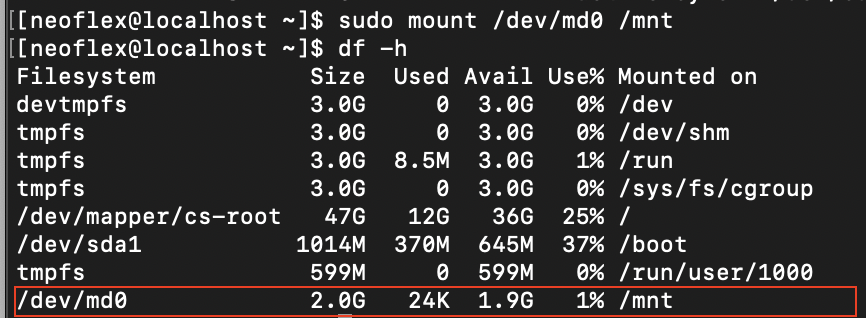 [[neoflex@localhost ~]$ sudo mount /dev/md0 /mnt
[[neoflex@localhost ~]$ df -h
Filesystem Size Used Avail Use% Mounted on
devtmpfs 3.0G 0 3.0G 0% /dev
tmpfs 3.0G 0 3.0G 0% /dev/shm
tmpfs 3.0G 8.5M 3.0G 1% /run
tmpfs 3.0G 0 3.0G 0% /sys/fs/cgroup
/dev/mapper/cs-root 47G 12G 36G 25% /
/dev/sda1 1014M 370M 645M 37% /boot
tmpfs 599M 0 599M 0% /run/user/1000
/dev/md0 2.0G 24K 1.9G 1% /mnt